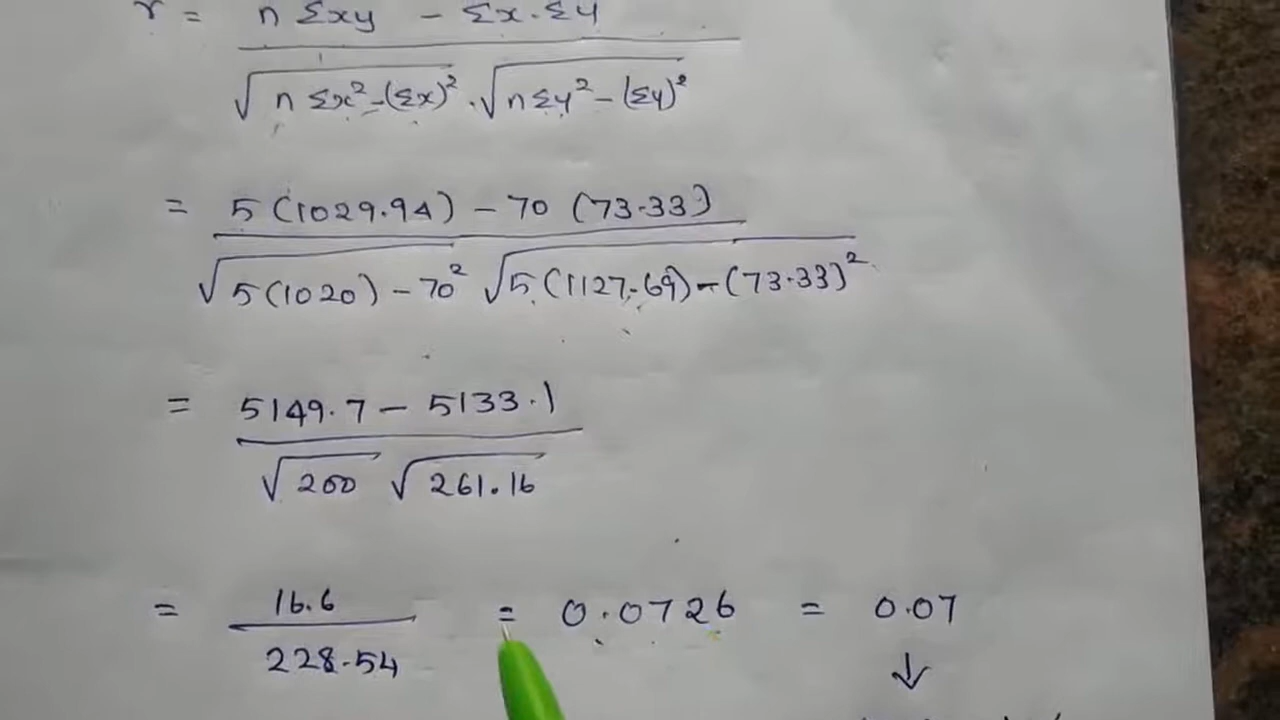 r = n Σxy - Σx · Σy
√n Σx² - (Σx)² · √n Σy² - (Σy)²
= 5 (1029.94) - 70 (73.33)
√5(1020) - 70² √5(1127.69) - (73.33)²
= 5149.7 - 5133.1
√200 √261.16
= 16.6
228.54
= 0.0726 = 0.07
↓